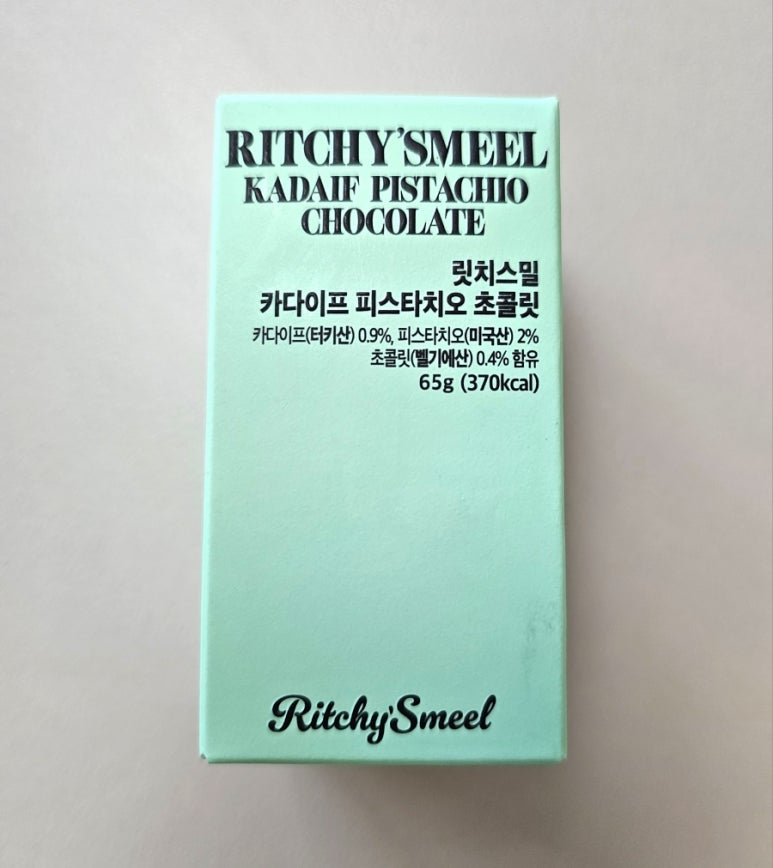 RITCHY'SMEEL
KADAIF PISTACHIO
CHOCOLATE
릿치스밀
카다이프 피스타치오 초콜릿
카다이프(터키산) 0.9%, 피스타치오(미국산) 2%
초콜릿(벨기에산) 0.4% 함유
65g (370kcal)
Ritchy'Smeel